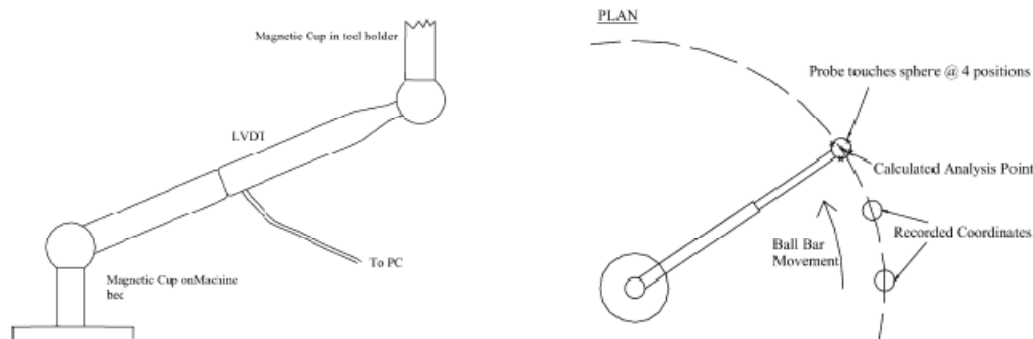 Magnetic Cup in tool holder
LVDT
Magnetic Cup onMachine
bec
To PC
PLAN
Probe touches sphere @ 4 positions
Calculated Analysis Point
Recorded Coordinates
Ball Bar
Movement